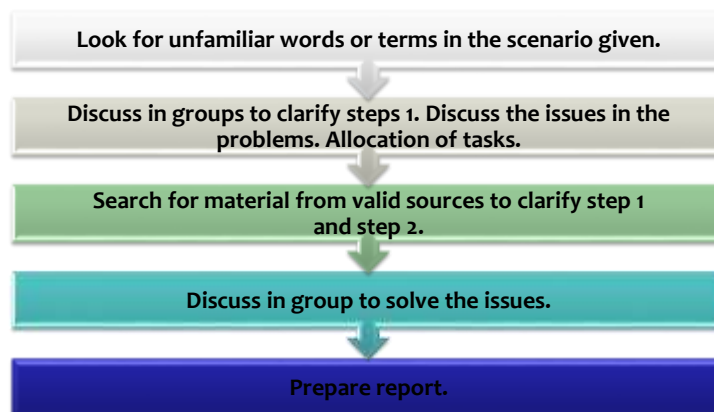 Look for unfamiliar words or terms in the scenario given.
Discuss in groups to clarify steps 1. Discuss the issues in the
problems. Allocation of tasks.
Search for material from valid sources to clarify step 1
and step 2.
Discuss in group to solve the issues.
Prepare report.